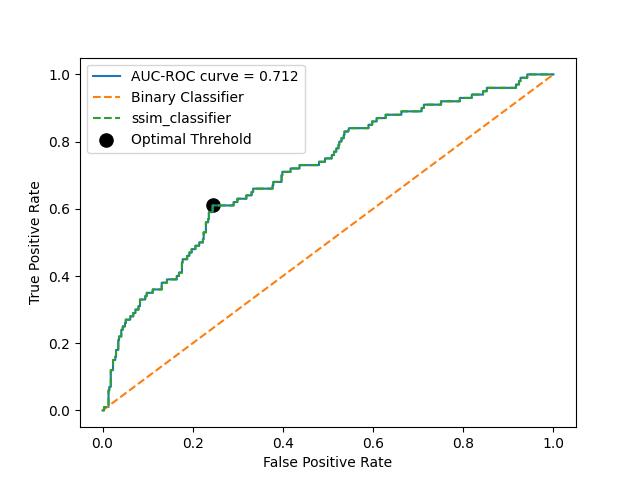 AUC-ROC curve = 0.712
Binary Classifier
ssim_classifier
Optimal Threhold
1.0
0.8
0.6
0.4
0.2
0.0
True Positive Rate
0.0 0.2 0.4 0.6 0.8 1.0
False Positive Rate